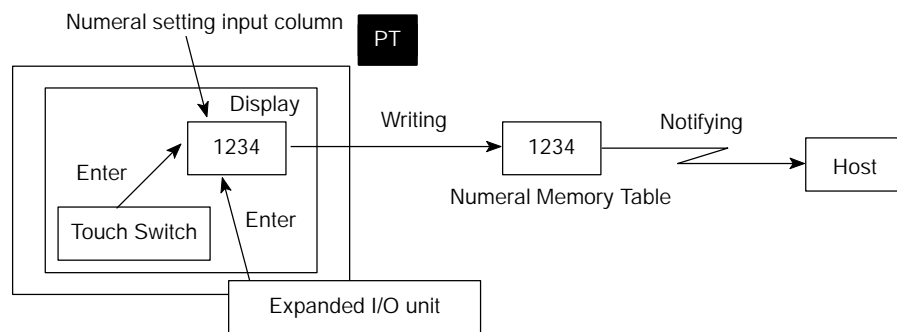 Numeral setting input column
PT
Display
Writing
Notifying
1234
1234
Host
Enter
Numeral Memory Table
Touch Switch
Enter
Expanded I/O unit